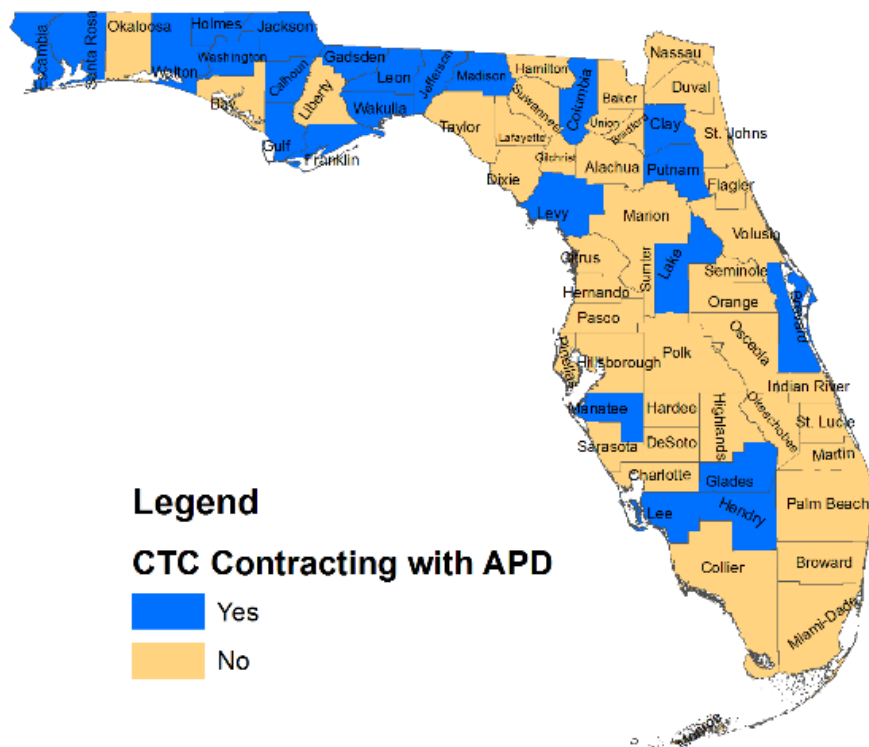 Holmes
Jackson
Okaloosa
Escambia
Santa Rosa
Walton
Washington
Bay
Calhoun
Gulf
Liberty
Gadsden
Leon
Wakulla
Franklin
Jefferson
Madison
Taylor
Hamilton
Suwannee
Lafayette
Dixie
Columbia
Gilchrist
Baker
Union
Bradford
Alachua
Nassau
Duval
Clay
St. Johns
Putnam
Flagler
Levy
Marion
Volusia
Citrus
Sumter
Lake
Seminole
Hernando
Orange
Brevard
Pasco
Osceola
Pinellas
Hillsborough
Polk
Indian River
Manatee
Hardee
Highlands
Okeechobee
St. Lucie
Sarasota
DeSoto
Martin
Charlotte
Glades
Lee
Hendry
Palm Beach
Collier
Broward
Miami-Dade
Monroe
Legend
CTC Contracting with APD
Yes
No